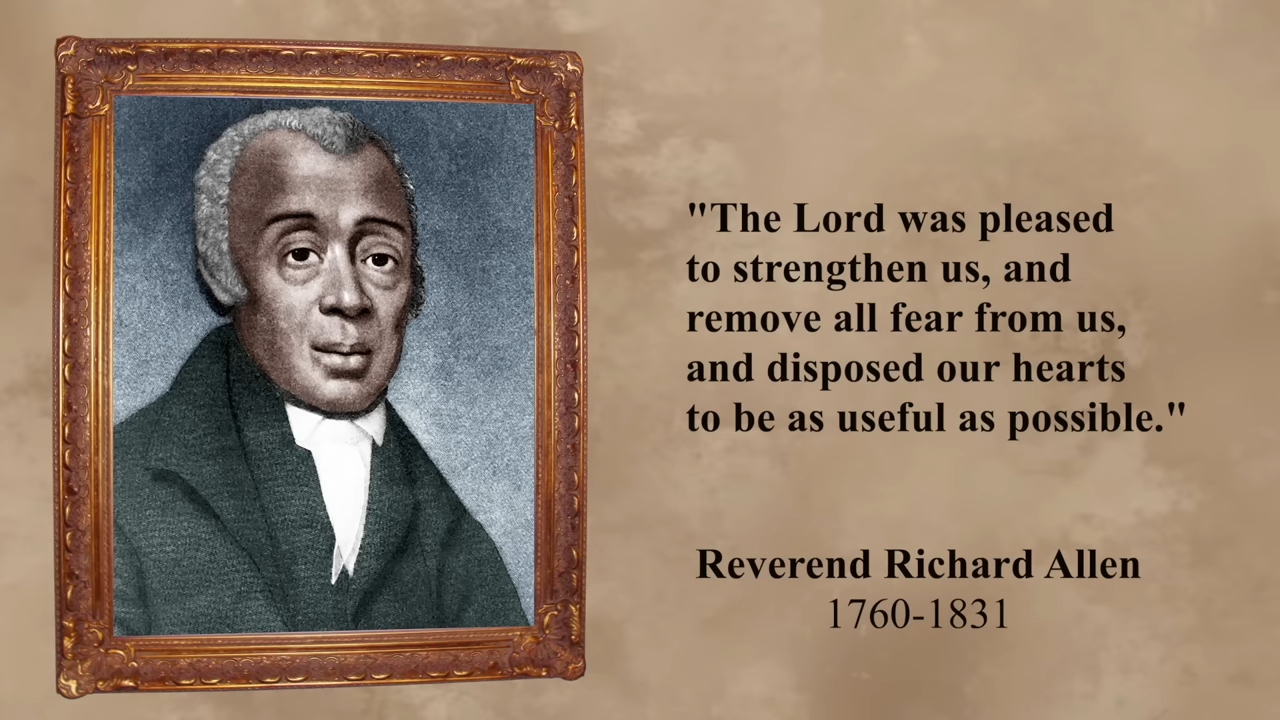 "The Lord was pleased
to strengthen us, and
remove all fear from us,
and disposed our hearts
to be as useful as possible."
Reverend Richard Allen
1760-1831